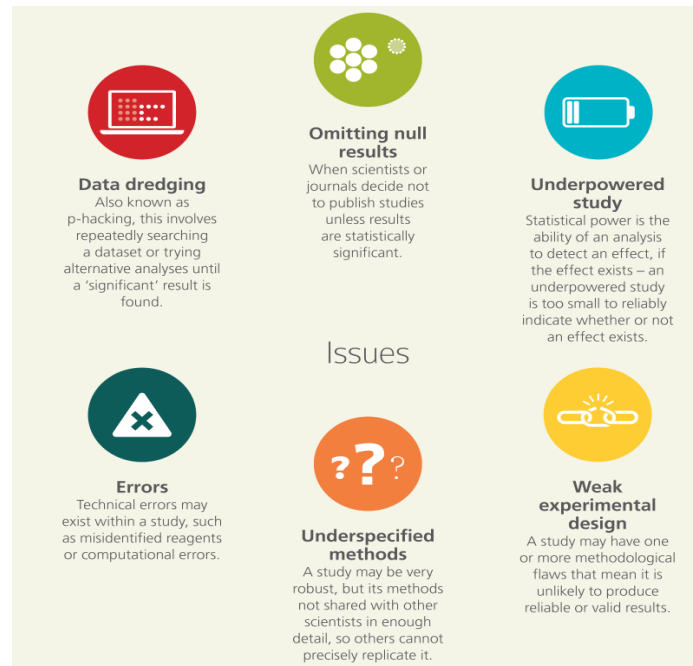 Data dredging
Also known as
p-hacking, this involves
repeatedly searching
a dataset or trying
alternative analyses until
a ‘significant’ result is
found.
Omitting null
results
When scientists or
journals decide not
to publish studies
unless results
are statistically
significant.
Underpowered
study
Statistical power is the
ability of an analysis
to detect an effect, if
the effect exists – an
underpowered study
is too small to reliably
indicate whether or not
an effect exists.
Issues
Errors
Technical errors may
exist within a study, such
as misidentified reagents
or computational errors.
? ? ?
Underspecified
methods
A study may be very
robust, but its methods
not shared with other
scientists in enough
detail, so others cannot
precisely replicate it.
Weak
experimental
design
A study may have one
or more methodological
flaws that mean it is
unlikely to produce
reliable or valid results.